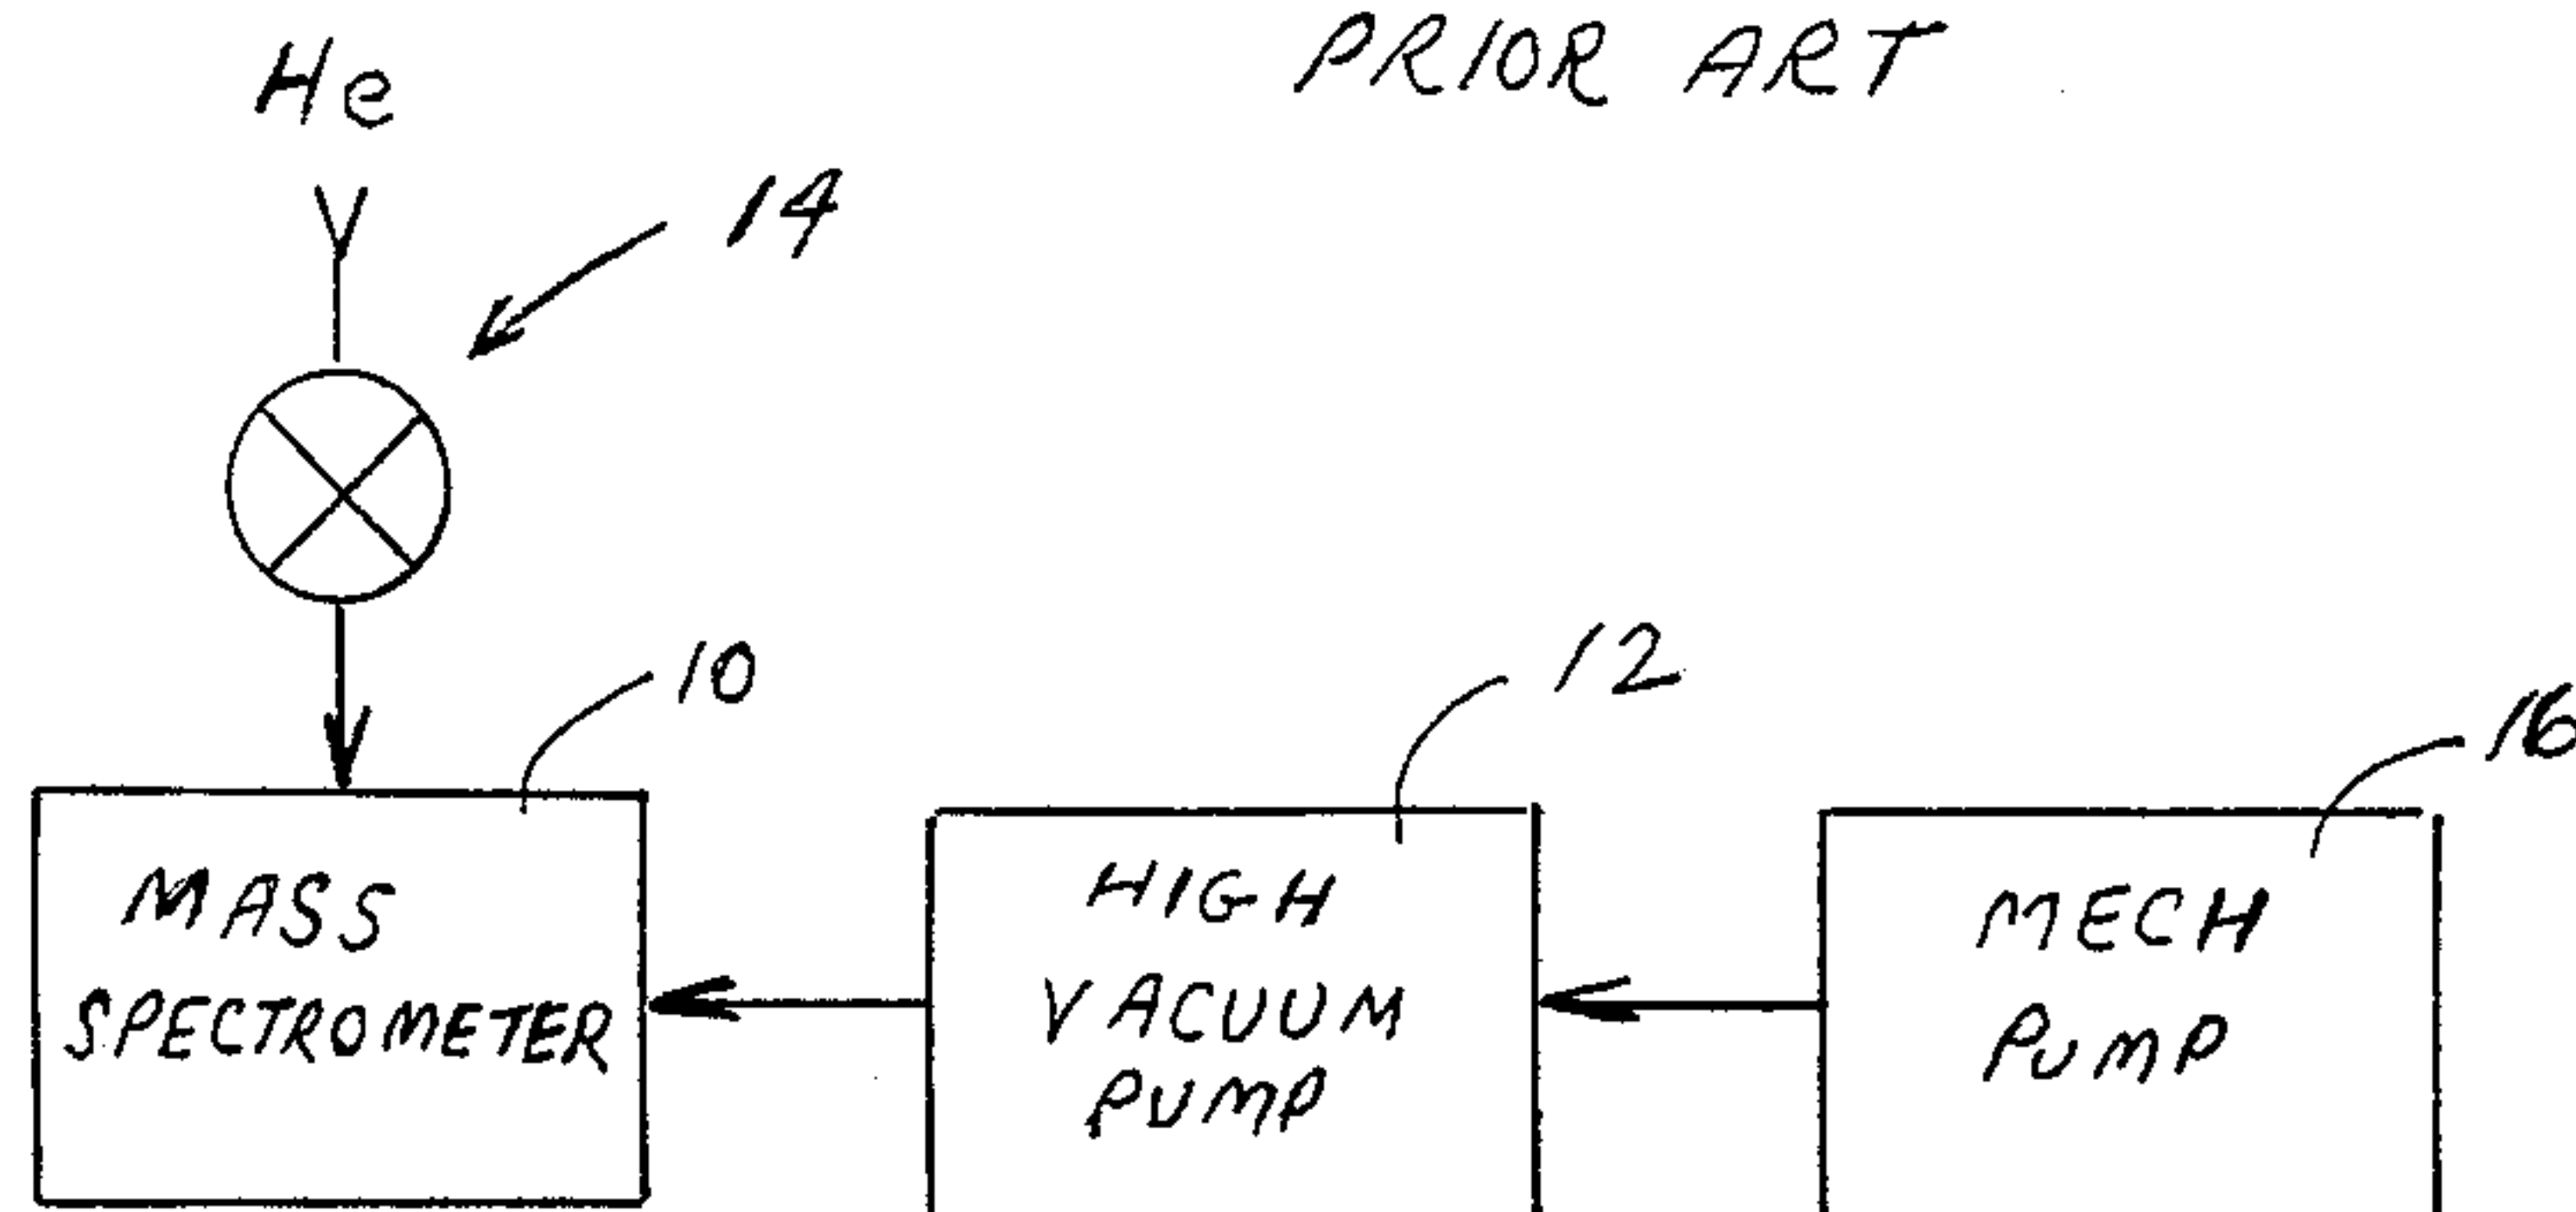 PRIOR ART
He
14
10
12
16
MASS
SPECTROMETER
HIGH
VACUUM
PUMP
MECH
PUMP